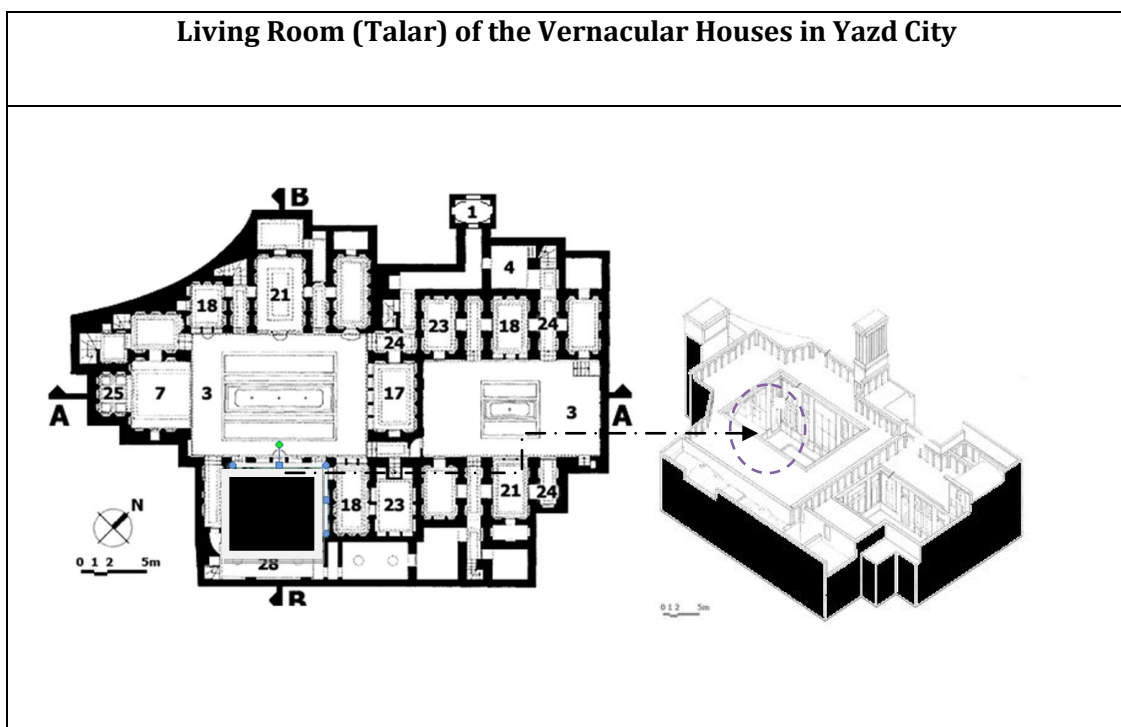 Living Room (Talar) of the Vernacular Houses in Yazd City
B
1
4
21
18
23
18
24
24
25
7
3
17
3
A
A
18
23
21
24
N
0 1 2 5m
28
B
0 1 2 5m